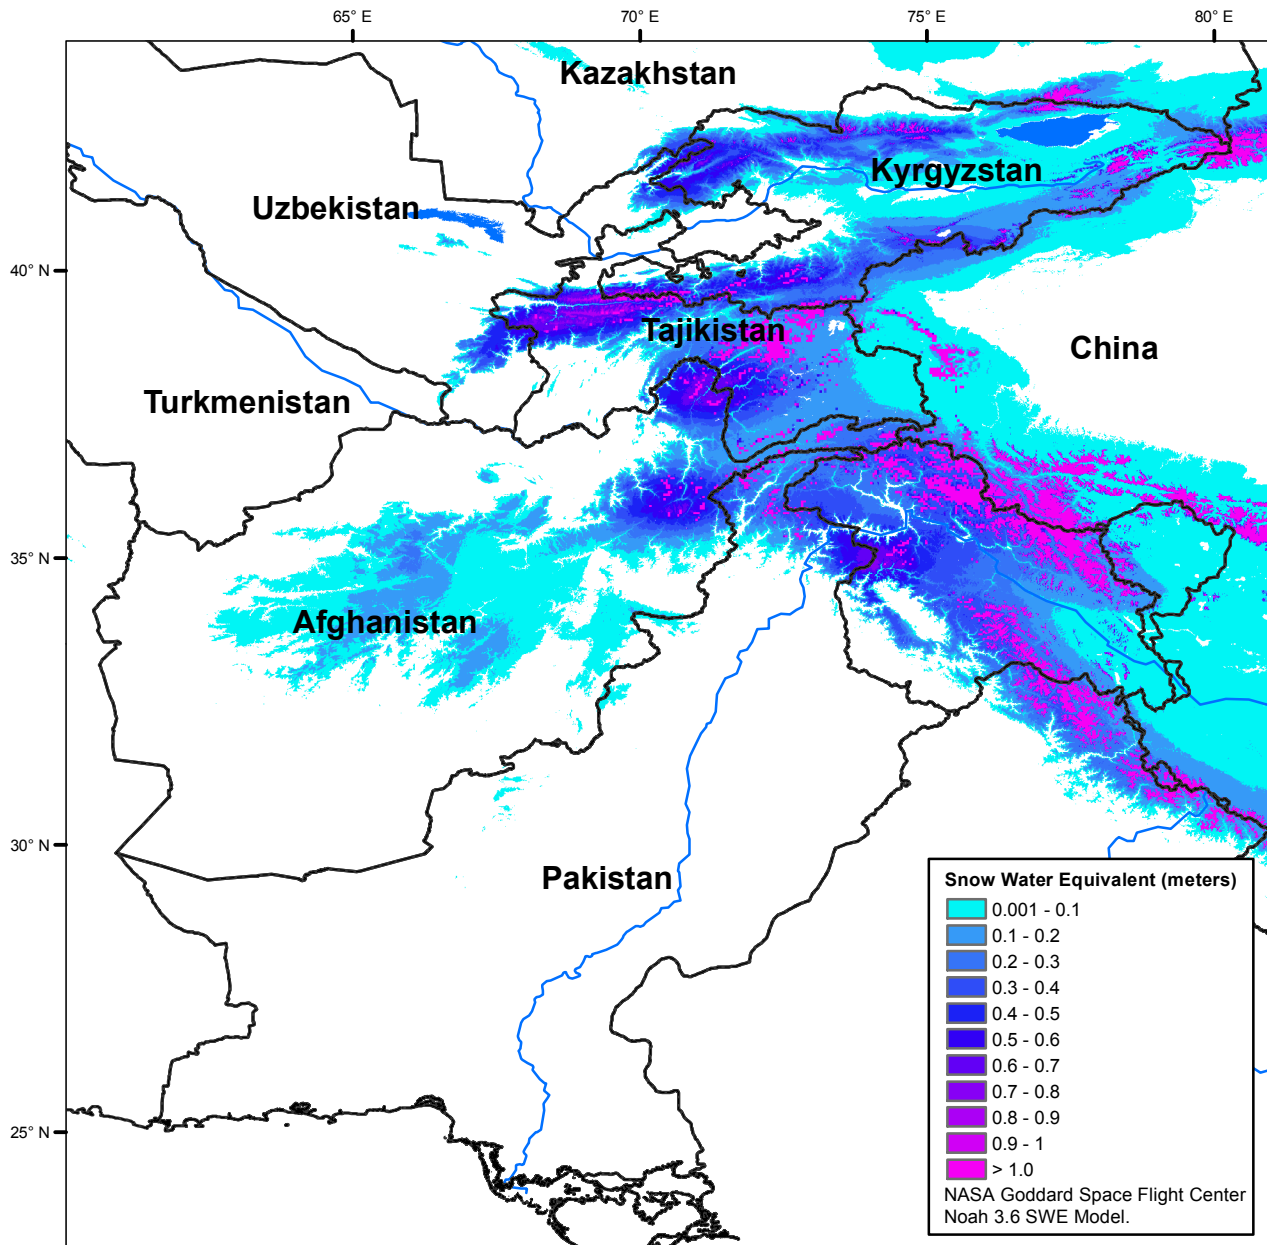 65° E
70° E
75° E
80° E
Kazakhstan
Kyrgyzstan
Uzbekistan
40° N
Tajikistan
China
Turkmenistan
35° N
Afghanistan
30° N
Pakistan
25° N
Snow Water Equivalent (meters)
0.001 - 0.1
0.1 - 0.2
0.2 - 0.3
0.3 - 0.4
0.4 - 0.5
0.5 - 0.6
0.6 - 0.7
0.7 - 0.8
0.8 - 0.9
0.9 - 1
> 1.0
NASA Goddard Space Flight Center
Noah 3.6 SWE Model.